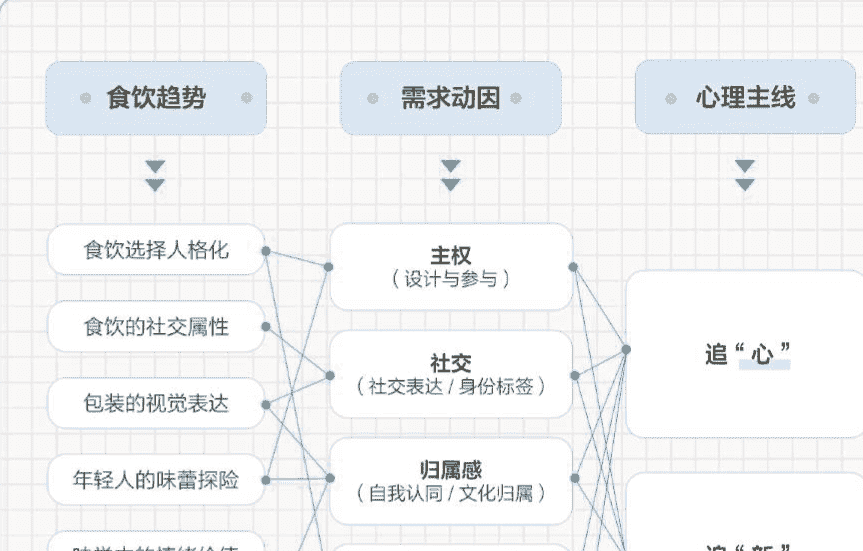 食饮趋势
需求动因
心理主线
食饮选择人格化
食饮的社交属性
包装的视觉表达
年轻人的味蕾探险
主权
（设计与参与）
社交
（社交表达 / 身份标签）
归属感
（自我认同 / 文化归属）
追“心”
追“新”